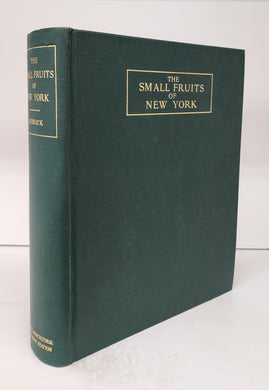 THE
SMALL FRUITS
OF
NEW YORK
HEDRICK
THE
SMALL FRUITS
OF
NEW YORK